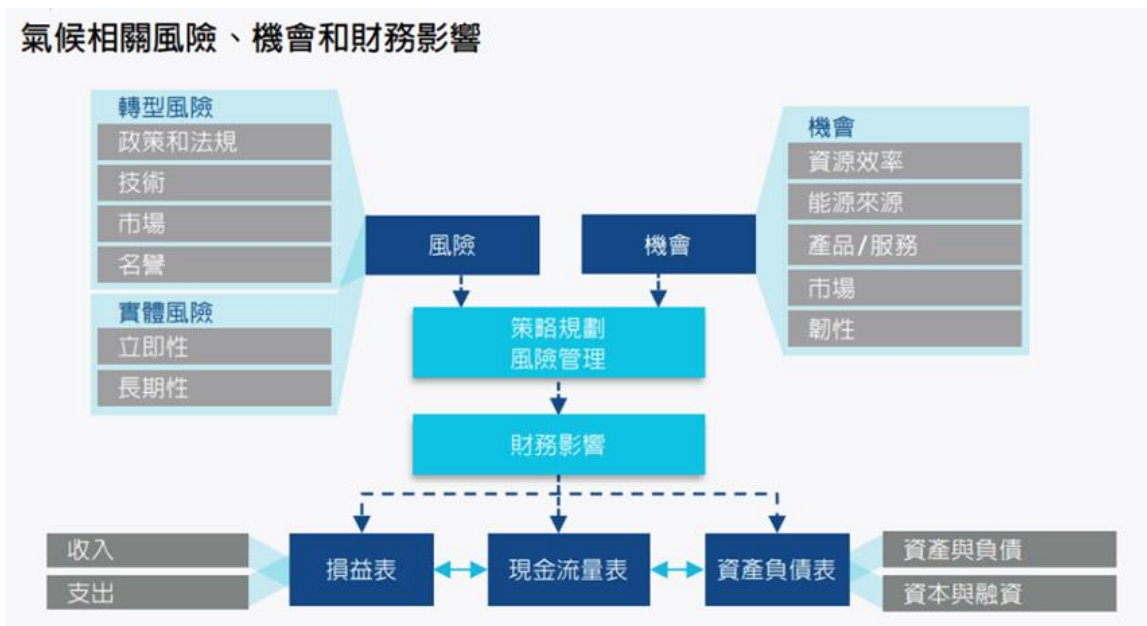 氣候相關風險、機會和財務影響
轉型風險
政策和法規
技術
市場
名譽
實體風險
立即性
長期性
風險
機會
機會
資源效率
能源來源
產品/服務
市場
韌性
策略規劃
風險管理
財務影響
收入
支出
損益表
現金流量表
資產負債表
資產與負債
資本與融資